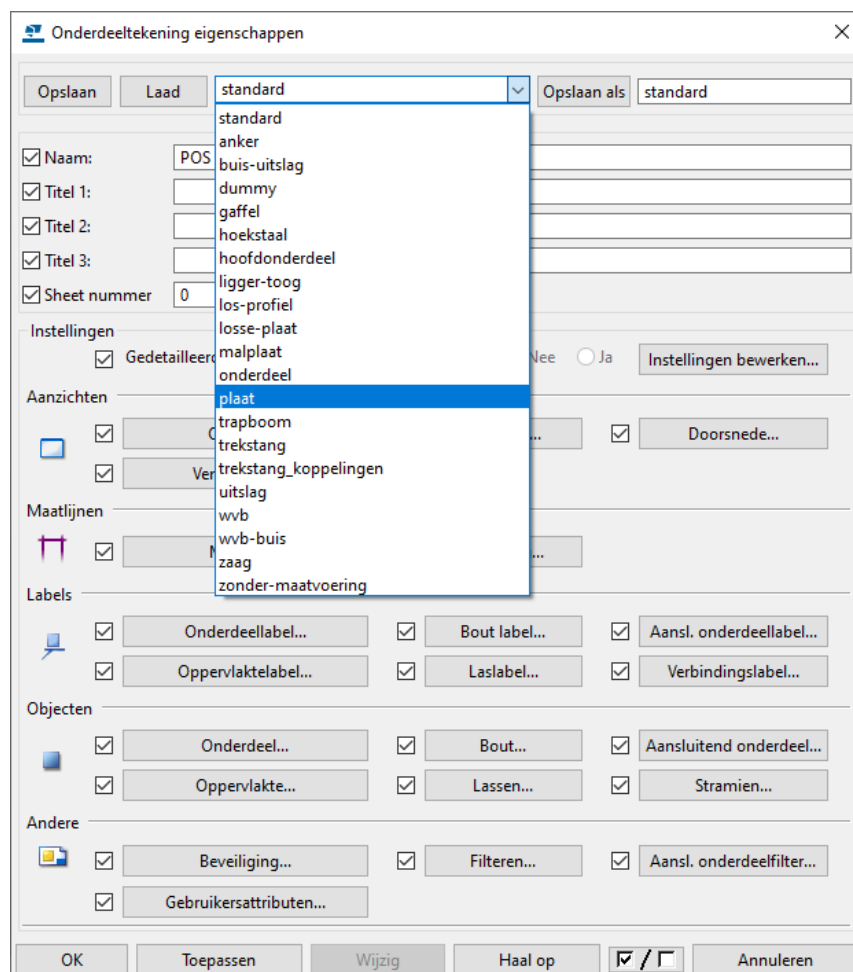 Onderdeeltekening eigenschappen
Opslaan Laad standard Opslaan als standard
standard
anker
buis-uitslag
dummy
gaffel
hoekstaal
hoofdonderdeel
ligger-toog
los-profiel
losse-plaat
malplaat
onderdeel
plaat
trapboom
trekstang
trekstang_koppelingen
uitslag
wvb
wvb-buis
zaag
zonder-maatvoering
Naam: POS
Titel 1:
Titel 2:
Titel 3:
Sheet nummer 0
Instellingen
Nee Ja Instellingen bewerken...
Aanzichten
Doorsnede...
Maatlijnen
Labels
Onderdeellabel... Bout label... Aansl. onderdeellabel...
Oppervlaktelabel... Laslabel... Verbindingslabel...
Objecten
Onderdeel... Bout... Aansluitend onderdeel...
Oppervlakte... Lassen... Stramien...
Andere
Beveiliging... Filteren... Aansl. onderdeelfilter...
Gebruikersattributen...
OK Toepassen Wijzig Haal op / Annuleren